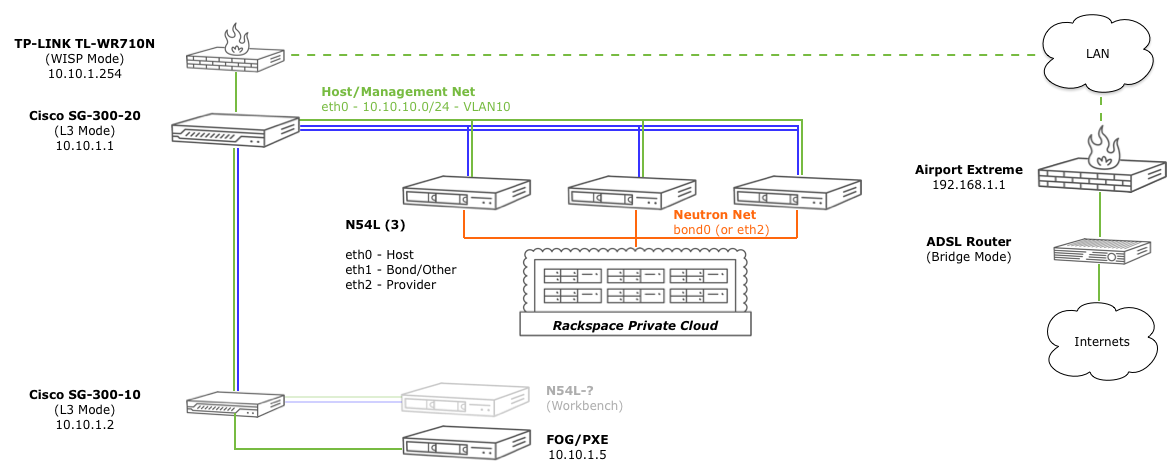 TP-LINK TL-WR710N
(WISP Mode)
10.10.1.254
LAN
Host/Management Net
eth0 - 10.10.10.0/24 - VLAN10
Cisco SG-300-20
(L3 Mode)
10.10.1.1
Airport Extreme
192.168.1.1
N54L (3)
eth0 - Host
eth1 - Bond/Other
eth2 - Provider
Neutron Net
bond0 (or eth2)
ADSL Router
(Bridge Mode)
Rackspace Private Cloud
Internets
Cisco SG-300-10
(L3 Mode)
10.10.1.2
N54L-?
(Workbench)
FOG/PXE
10.10.1.5